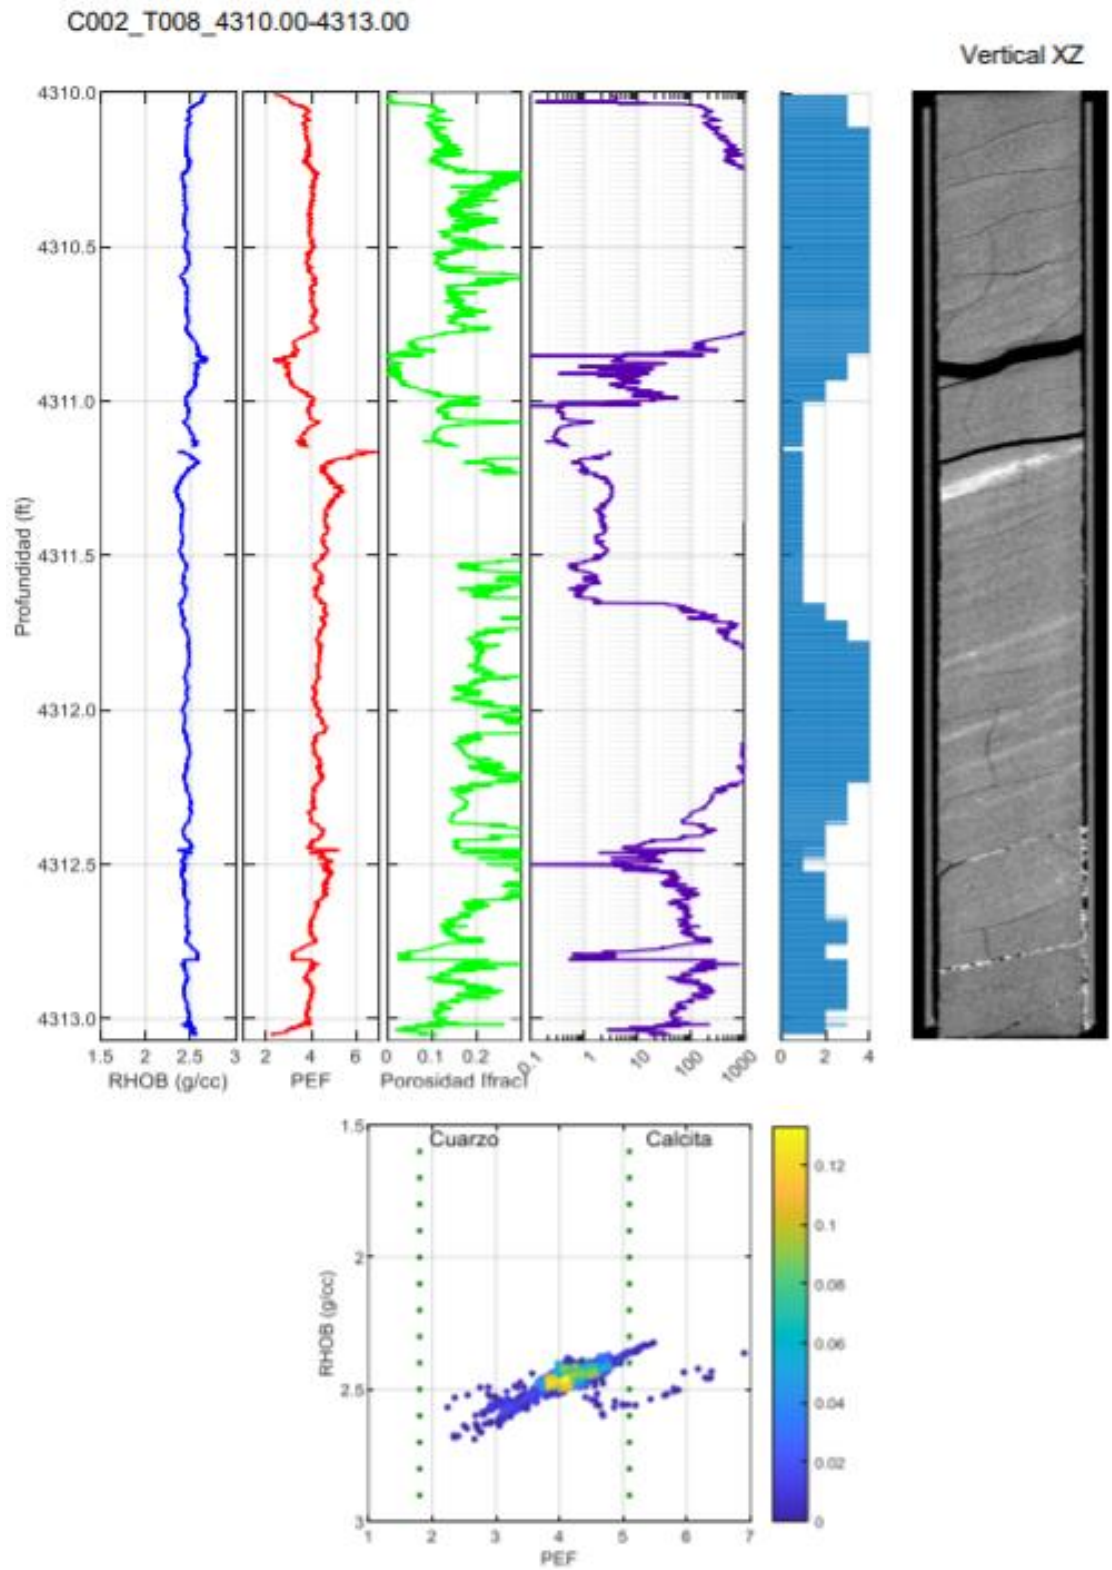 C002_T008_4310.00-4313.00
Vertical XZ
4310.0
4310.5
4311.0
4311.5
4312.0
4312.5
4313.0
Profundidad (ft)
1.5 2 2.5 3
2 4 6
0 0.1 0.2
0.1 1 10 100 1000
0 2 4
RHOB (g/cc)
PEF
Porosidad Ifracl
Cuarzo
Calcita
1.5
2
2.5
3
RHOB (g/cc)
1 2 3 4 5 6 7
PEF
0.12
0.1
0.08
0.06
0.04
0.02
0